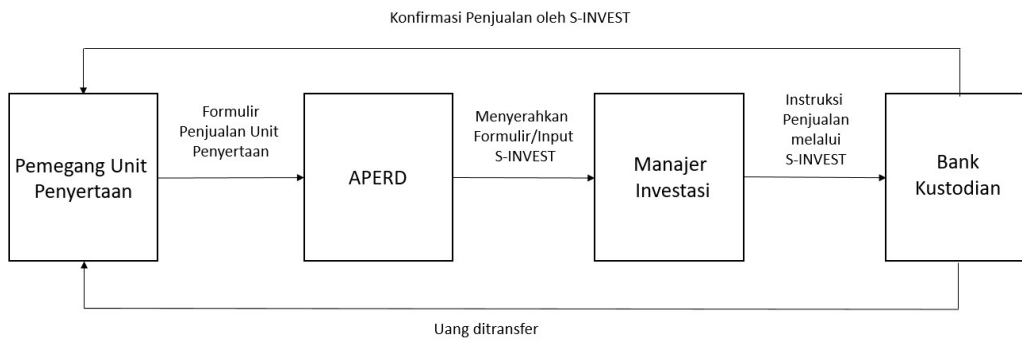 Konfirmasi Penjualan oleh S-INVEST
Pemegang Unit
Penyertaan
Formulir
Penjualan Unit
Penyertaan
APERD
Menyerahkan
Formulir/Input
S-INVEST
Manajer
Investasi
Instruksi
Penjualan
melalui
S-INVEST
Bank
Kustodian
Uang ditransfer